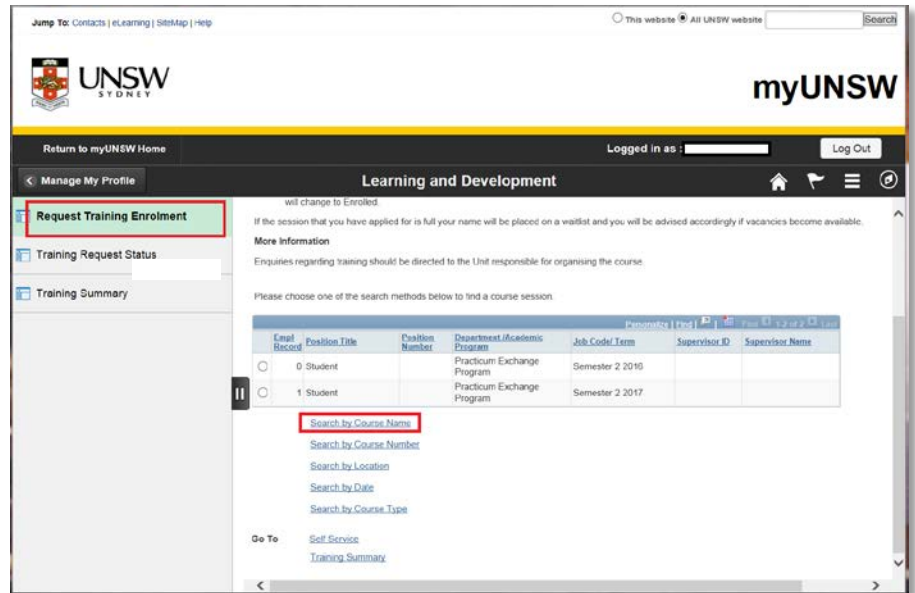 Jump To: Contacts | eLearning | SiteMap | Help
This website All UNSW website
Search
UNSW
SYDNEY
myUNSW
Return to myUNSW Home
Logged in as :
Log Out
Manage My Profile
Learning and Development
Request Training Enrolment
Training Request Status
Training Summary
will change to Enrolled.
If the session that you have applied for is full your name will be placed on a waitlist and you will be advised accordingly if vacancies become available.
More Information
Enquiries regarding training should be directed to the Unit responsible for organising the course.
Please choose one of the search methods below to find a course session.
Personalize | Find | First 1-2 of 2 Last
Empl Record Position Title Position Number Department /Academic Program Job Code/ Term Supervisor ID Supervisor Name
0 Student Practicum Exchange Program Semester 2 2016
1 Student Practicum Exchange Program Semester 2 2017
Search by Course Name
Search by Course Number
Search by Location
Search by Date
Search by Course Type
Go To Self Service
Training Summary